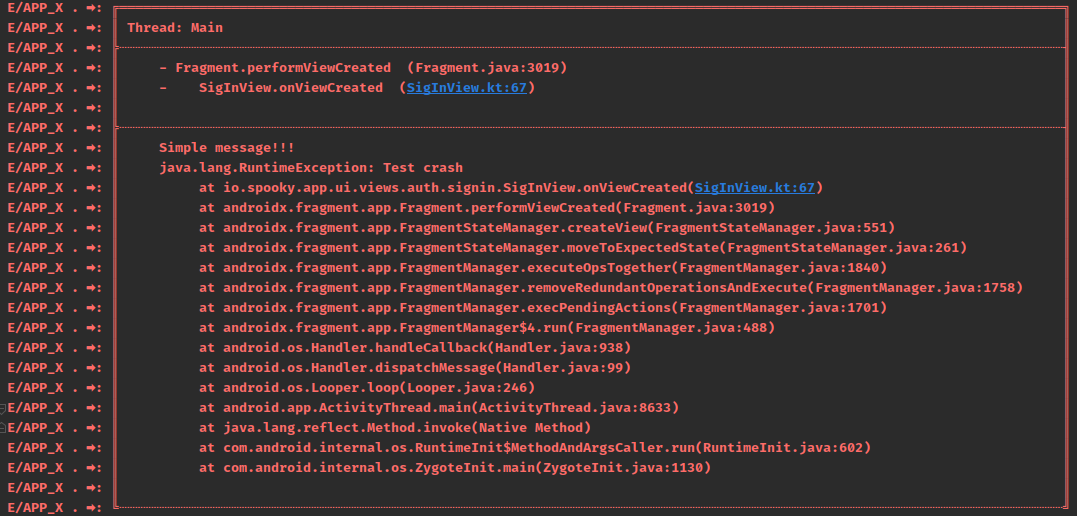 E/APP_X . ➡:
E/APP_X . ➡: Thread: Main
E/APP_X . ➡:
E/APP_X . ➡: - Fragment.performViewCreated  (Fragment.java:3019)
E/APP_X . ➡: -    SigInView.onViewCreated  (SigInView.kt:67)
E/APP_X . ➡:
E/APP_X . ➡:
E/APP_X . ➡: Simple message!!!
E/APP_X . ➡: java.lang.RuntimeException: Test crash
E/APP_X . ➡: at io.spooky.app.ui.views.auth.signin.SigInView.onViewCreated(SigInView.kt:67)
E/APP_X . ➡: at androidx.fragment.app.Fragment.performViewCreated(Fragment.java:3019)
E/APP_X . ➡: at androidx.fragment.app.FragmentStateManager.createView(FragmentStateManager.java:551)
E/APP_X . ➡: at androidx.fragment.app.FragmentStateManager.moveToExpectedState(FragmentStateManager.java:261)
E/APP_X . ➡: at androidx.fragment.app.FragmentManager.executeOpsTogether(FragmentManager.java:1840)
E/APP_X . ➡: at androidx.fragment.app.FragmentManager.removeRedundantOperationsAndExecute(FragmentManager.java:1758)
E/APP_X . ➡: at androidx.fragment.app.FragmentManager.execPendingActions(FragmentManager.java:1701)
E/APP_X . ➡: at androidx.fragment.app.FragmentManager$4.run(FragmentManager.java:488)
E/APP_X . ➡: at android.os.Handler.handleCallback(Handler.java:938)
E/APP_X . ➡: at android.os.Handler.dispatchMessage(Handler.java:99)
E/APP_X . ➡: at android.os.Looper.loop(Looper.java:246)
E/APP_X . ➡: at android.app.ActivityThread.main(ActivityThread.java:8633)
E/APP_X . ➡: at java.lang.reflect.Method.invoke(Native Method)
E/APP_X . ➡: at com.android.internal.os.RuntimeInit$MethodAndArgsCaller.run(RuntimeInit.java:602)
E/APP_X . ➡: at com.android.internal.os.ZygoteInit.main(ZygoteInit.java:1130)
E/APP_X . ➡:
E/APP_X . ➡: